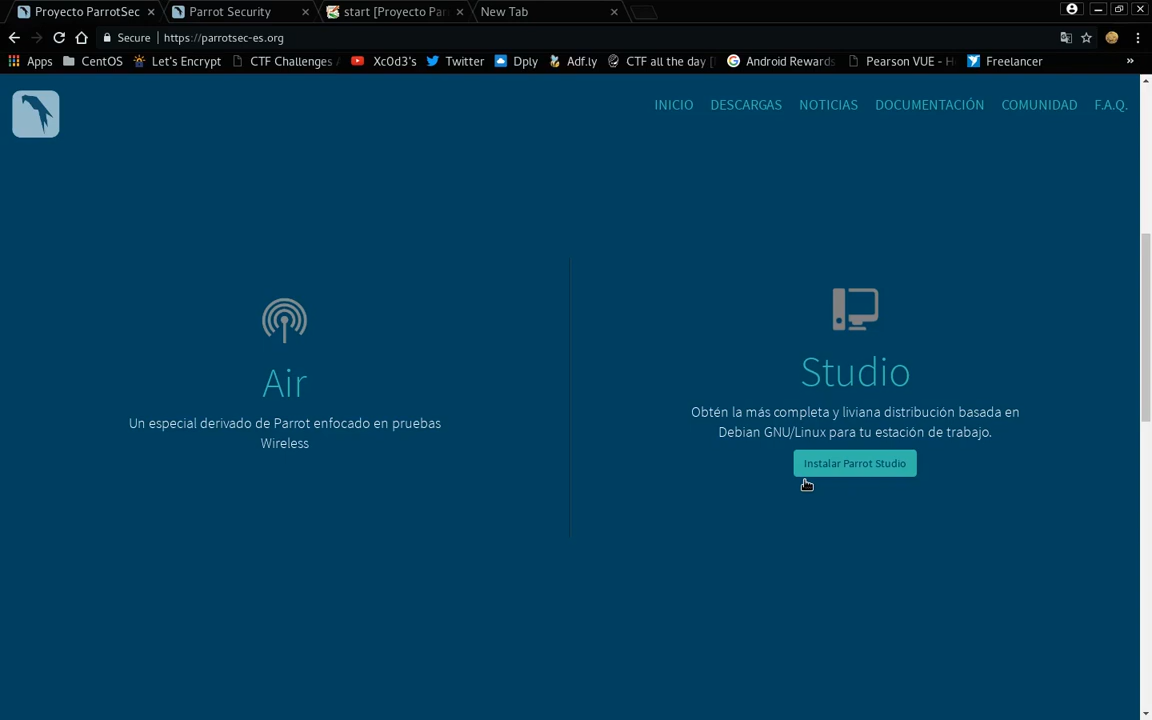 Proyecto ParrotSec
Parrot Security
start [Proyecto Par
New Tab
Secure
https://parrotsec-es.org
Apps
CentOS
Let's Encrypt
CTF Challenges
Xc0d3's
Twitter
Dply
Adf.ly
CTF all the day [
Android Rewards
Pearson VUE - H
Freelancer
»
INICIO
DESCARGAS
NOTICIAS
DOCUMENTACIÓN
COMUNIDAD
F.A.Q.
Air
Un especial derivado de Parrot enfocado en pruebas
Wireless
Studio
Obtén la más completa y liviana distribución basada en
Debian GNU/Linux para tu estación de trabajo.
Instalar Parrot Studio